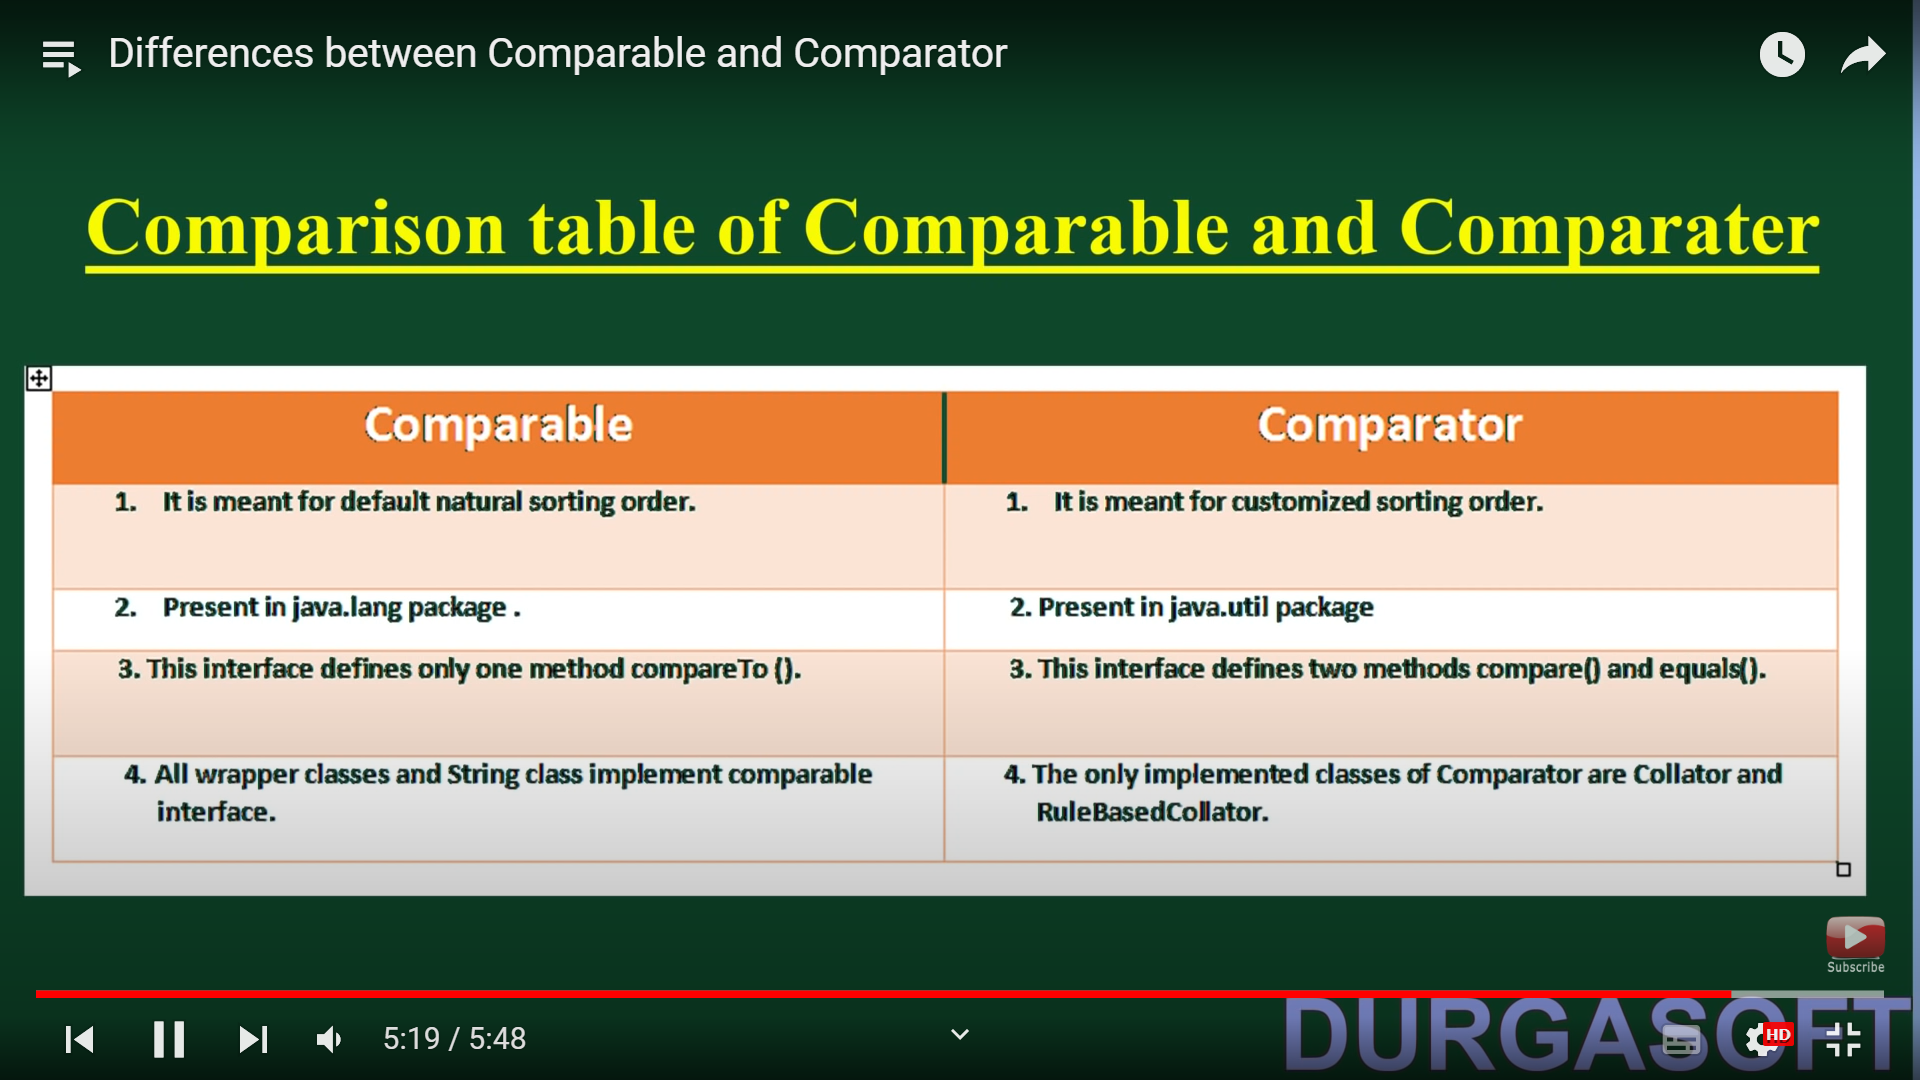 Differences between Comparable and Comparator
Comparison table of Comparable and Comparater
Comparable
Comparator
1. It is meant for default natural sorting order.
1. It is meant for customized sorting order.
2. Present in java.lang package .
2. Present in java.util package
3. This interface defines only one method compareTo ().
3. This interface defines two methods compare() and equals().
4. All wrapper classes and String class implement comparable
interface.
4. The only implemented classes of Comparator are Collator and
RuleBasedCollator.
Subscribe
5:19 / 5:48
HD
DURGASOFT